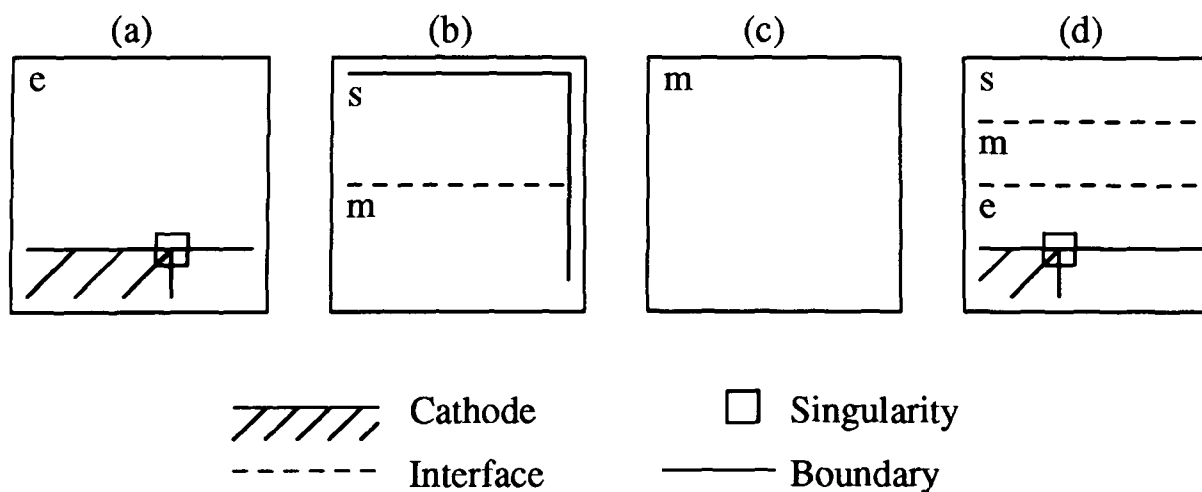 (a) (b) (c) (d)
e s m s
m
m e
Cathode Singularity
Interface Boundary